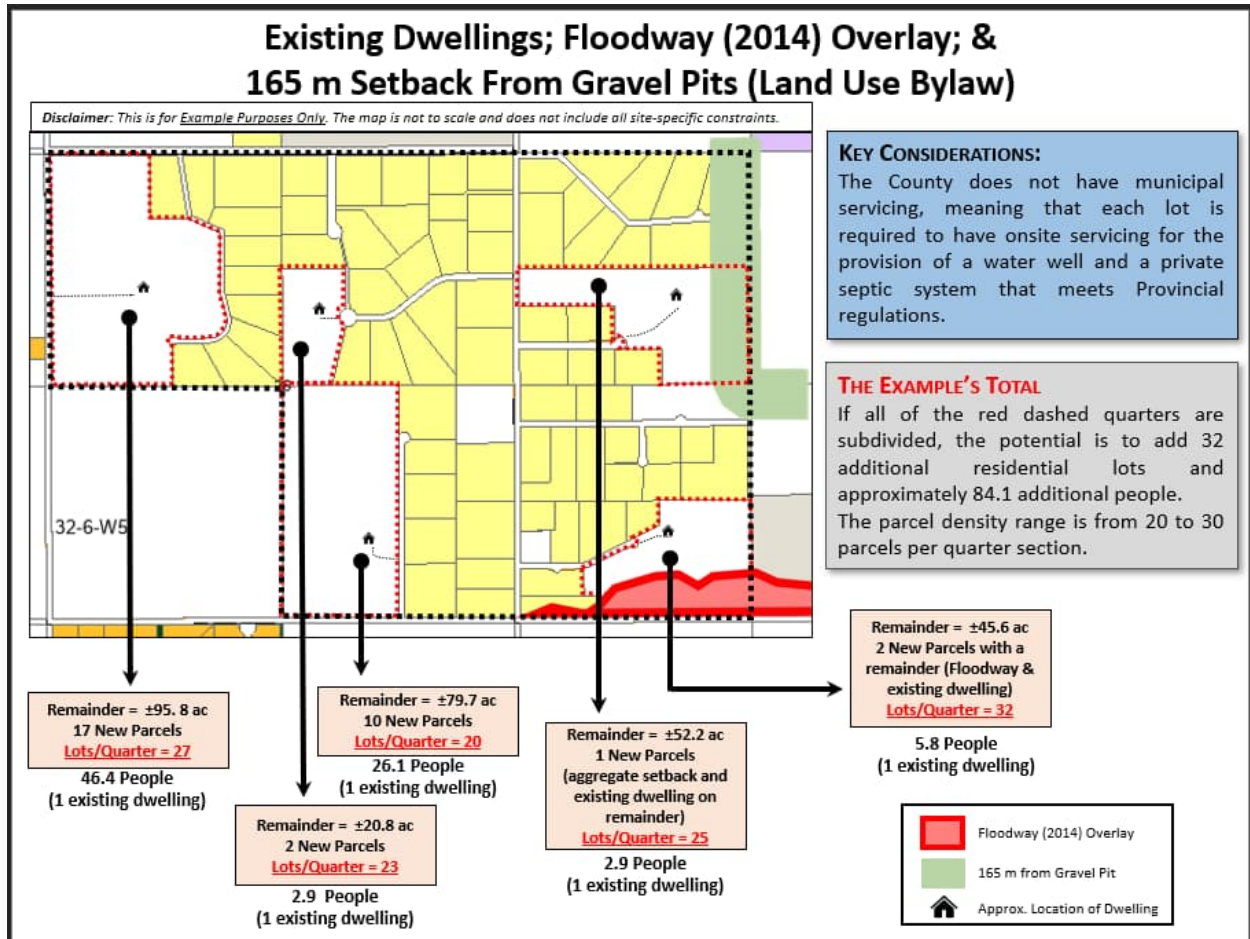 Existing Dwellings; Floodway (2014) Overlay; &
165 m Setback From Gravel Pits (Land Use Bylaw)
Disclaimer: This is for Example Purposes Only. The map is not to scale and does not include all site-specific constraints.
32-6-W5
KEY CONSIDERATIONS:
The County does not have municipal
servicing, meaning that each lot is
required to have onsite servicing for the
provision of a water well and a private
septic system that meets Provincial
regulations.
THE EXAMPLE'S TOTAL
If all of the red dashed quarters are
subdivided, the potential is to add 32
additional residential lots and
approximately 84.1 additional people.
The parcel density range is from 20 to 30
parcels per quarter section.
Remainder = ±95. 8 ac
17 New Parcels
Lots/Quarter = 27
46.4 People
(1 existing dwelling)
Remainder = ±20.8 ac
2 New Parcels
Lots/Quarter = 23
2.9 People
(1 existing dwelling)
Remainder = ±79.7 ac
10 New Parcels
Lots/Quarter = 20
26.1 People
(1 existing dwelling)
Remainder = ±52.2 ac
1 New Parcels
(aggregate setback and
existing dwelling on
remainder)
Lots/Quarter = 25
2.9 People
(1 existing dwelling)
Remainder = ±45.6 ac
2 New Parcels with a
remainder (Floodway &
existing dwelling)
Lots/Quarter = 32
5.8 People
(1 existing dwelling)
Floodway (2014) Overlay
165 m from Gravel Pit
Approx. Location of Dwelling